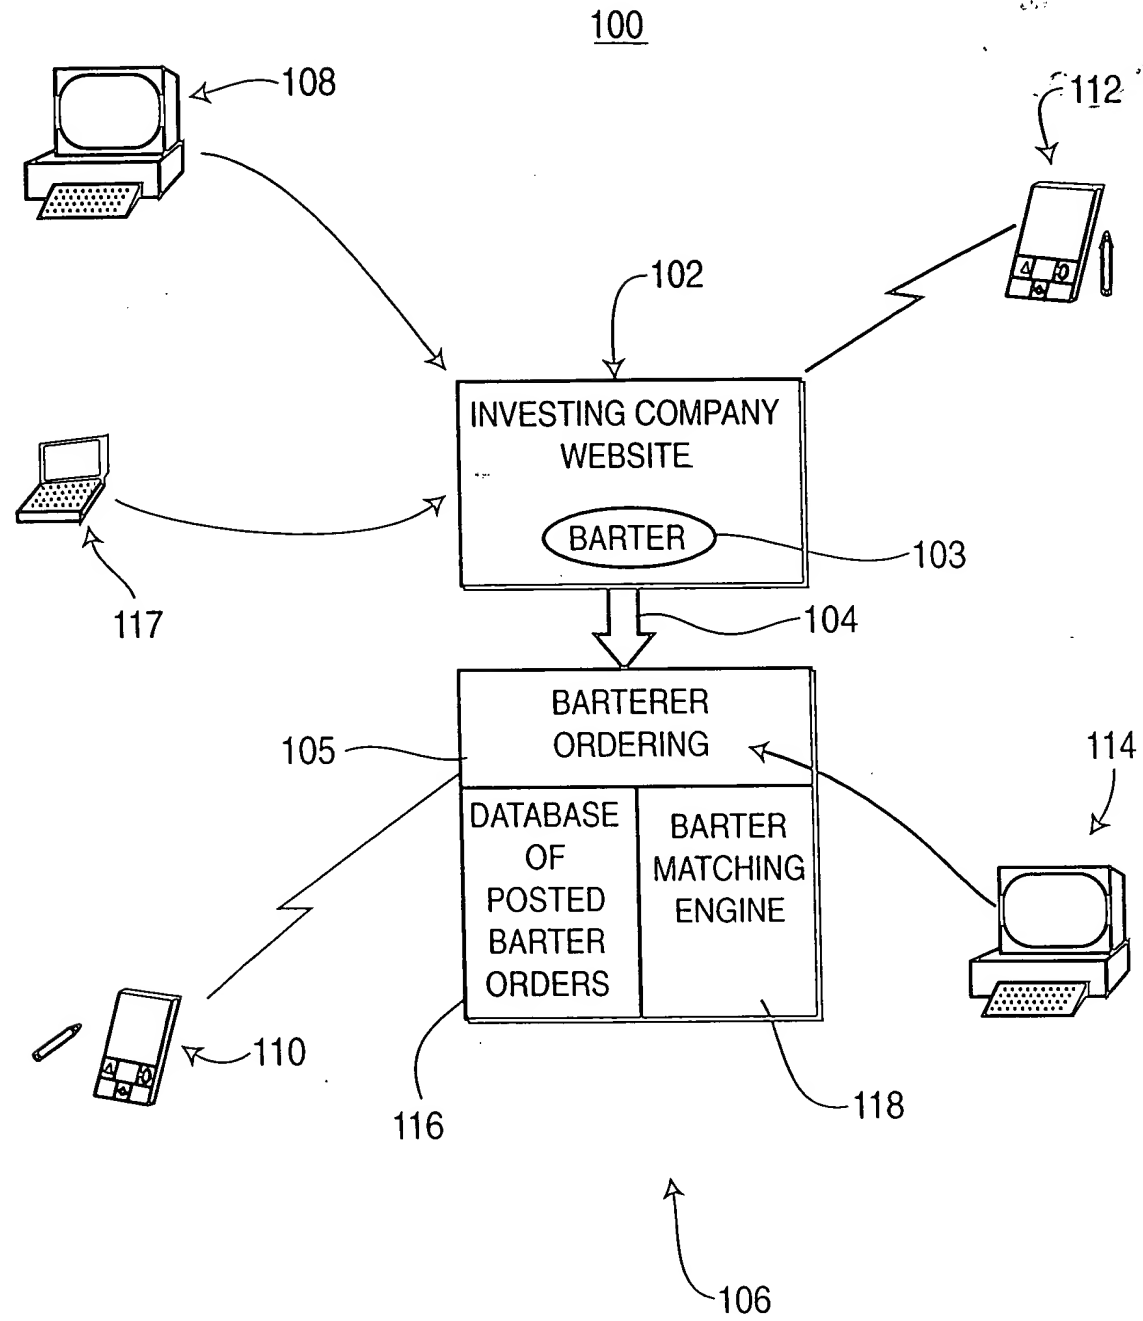 100
108
112
102
INVESTING COMPANY
WEBSITE
BARTER
103
117
104
BARTERER
ORDERING
105
114
DATABASE
OF
POSTED
BARTER
ORDERS
BARTER
MATCHING
ENGINE
110
116
118
106